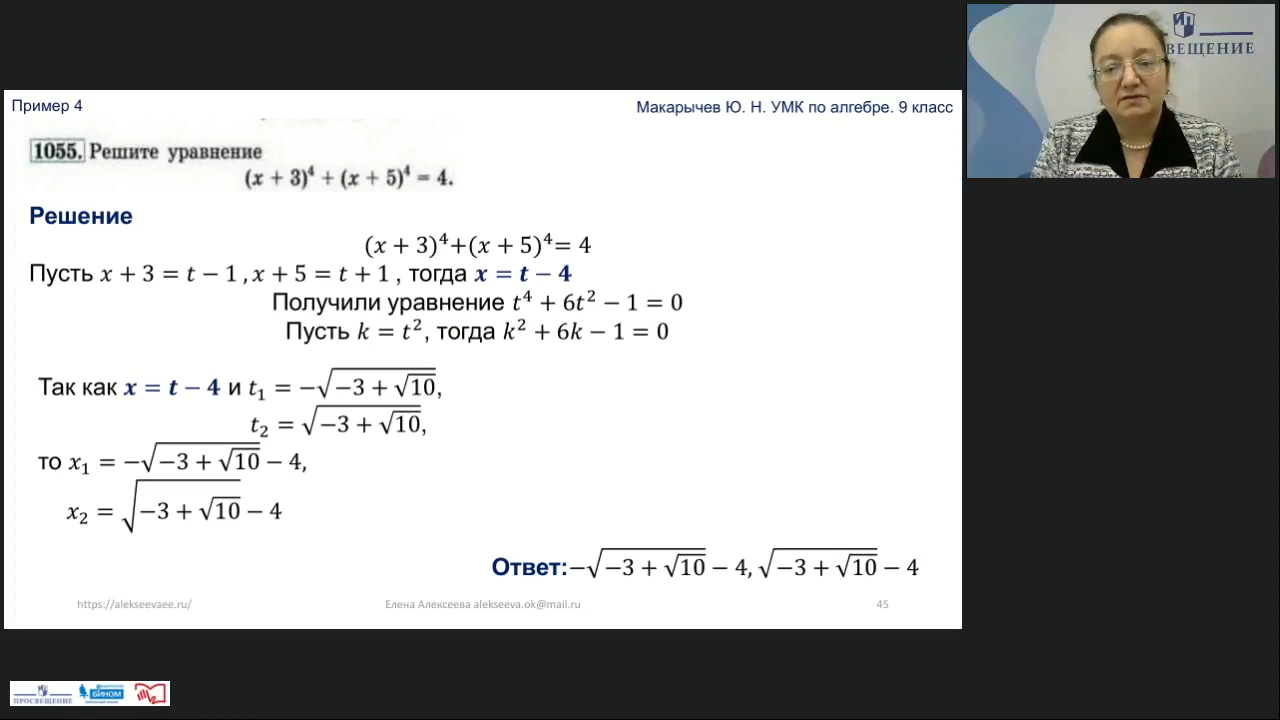 Пример 4
Макарычев Ю. Н. УМК по алгебре. 9 класс
1055. Решите уравнение
(x + 3)⁴ + (x + 5)⁴ = 4.
Решение
(x + 3)⁴+(x + 5)⁴= 4
Пусть x + 3 = t − 1, x + 5 = t + 1 , тогда x = t − 4
Получили уравнение t⁴ + 6t² − 1 = 0
Пусть k = t², тогда k² + 6k − 1 = 0
Так как x = t − 4 и t₁ = −√(−3 + √10),
t₂ = √(−3 + √10),
то x₁ = −√(−3 + √10) − 4,
x₂ = √(−3 + √10) − 4
Ответ:−√(−3 + √10) − 4, √(−3 + √10) − 4
https://alekseevaee.ru/
Елена Алексеева alekseeva.ok@mail.ru
45
ИП
ВЕЩЕНИЕ
ПРОСВЕЩЕНИЕ
БИНОМ